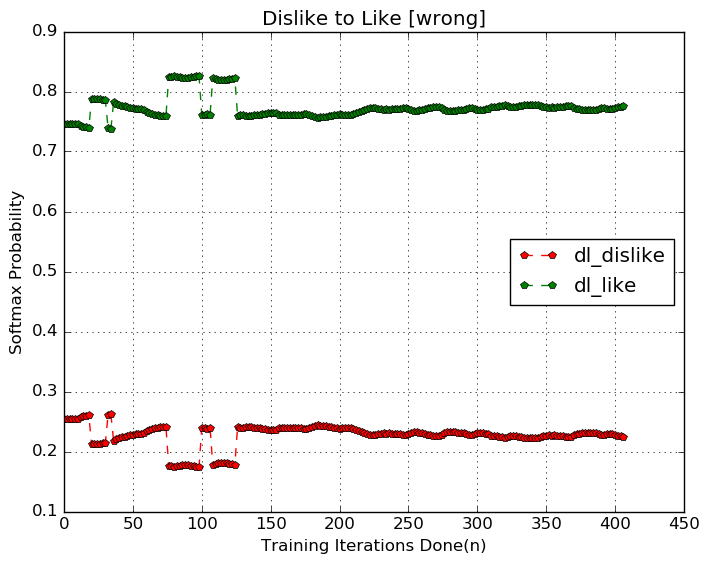 Dislike to Like [wrong]
0.9
0.8
0.7
0.6
0.5
0.4
0.3
0.2
0.1
Softmax Probability
dl_dislike
dl_like
0 50 100 150 200 250 300 350 400 450
Training Iterations Done(n)